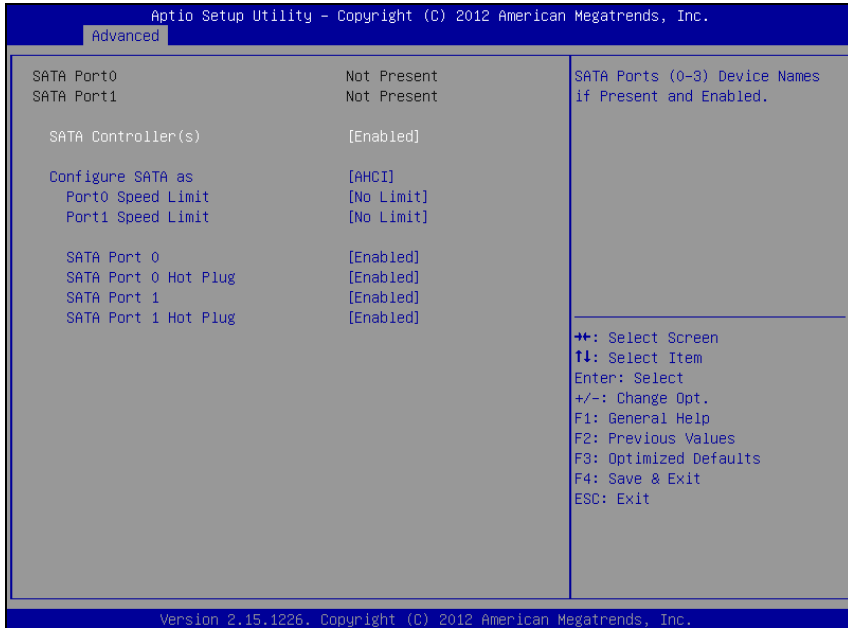 Aptio Setup Utility – Copyright (C) 2012 American Megatrends, Inc.
Advanced
SATA Port0 Not Present
SATA Port1 Not Present
SATA Controller(s) [Enabled]
Configure SATA as [AHCI]
Port0 Speed Limit [No Limit]
Port1 Speed Limit [No Limit]
SATA Port 0 [Enabled]
SATA Port 0 Hot Plug [Enabled]
SATA Port 1 [Enabled]
SATA Port 1 Hot Plug [Enabled]
SATA Ports (0-3) Device Names
if Present and Enabled.
→←: Select Screen
↑↓: Select Item
Enter: Select
+/-: Change Opt.
F1: General Help
F2: Previous Values
F3: Optimized Defaults
F4: Save & Exit
ESC: Exit
Version 2.15.1226. Copyright (C) 2012 American Megatrends, Inc.